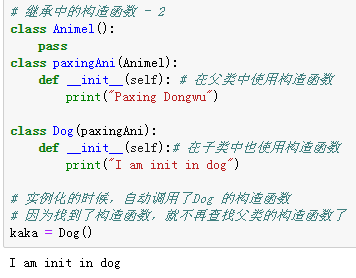 # 继承中的构造函数 - 2
class Animel():
    pass
class paxingAni(Animel):
    def __init__(self): # 在父类中使用构造函数
        print("Paxing Dongwu")

class Dog(paxingAni):
    def __init__(self):# 在子类中也使用构造函数
        print("I am init in dog")

# 实例化的时候，自动调用了Dog 的构造函数
# 因为找到了构造函数，就不再查找父类的构造函数了
kaka = Dog()
I am init in dog